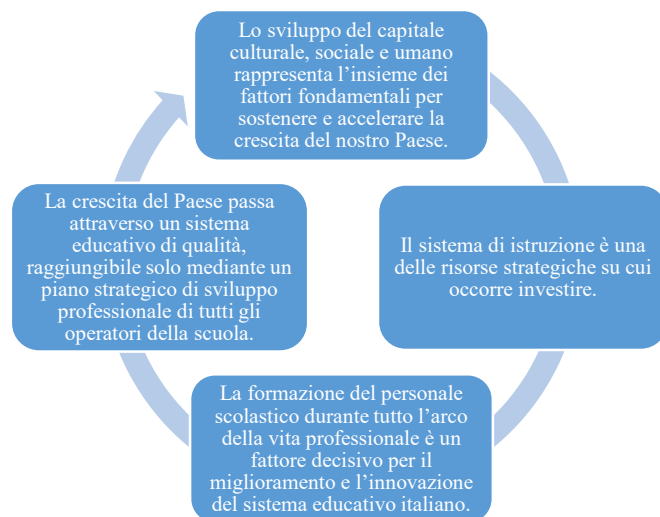 Lo sviluppo del capitale
culturale, sociale e umano
rappresenta l’insieme dei
fattori fondamentali per
sostenere e accelerare la
crescita del nostro Paese.
Il sistema di istruzione è una
delle risorse strategiche su cui
occorre investire.
La formazione del personale
scolastico durante tutto l’arco
della vita professionale è un
fattore decisivo per il
miglioramento e l’innovazione
del sistema educativo italiano.
La crescita del Paese passa
attraverso un sistema
educativo di qualità,
raggiungibile solo mediante un
piano strategico di sviluppo
professionale di tutti gli
operatori della scuola.